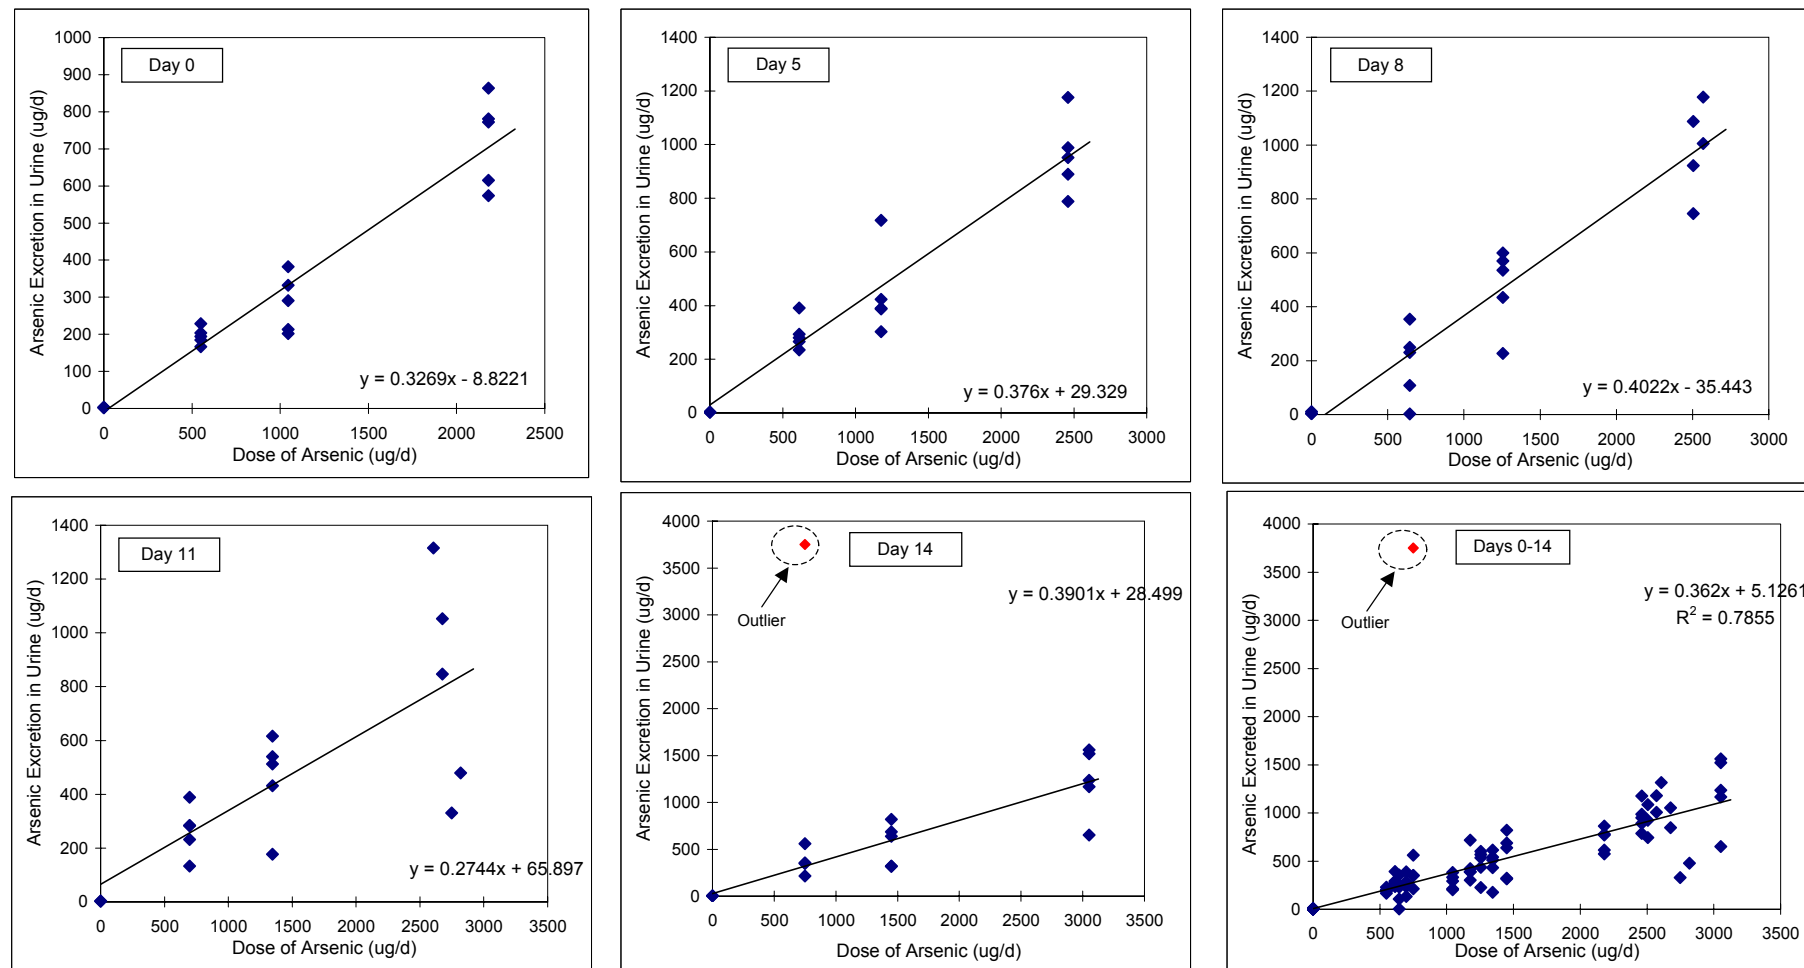 Day 0
Arsenic Excretion in Urine (ug/d)
1000
900
800
700
600
500
400
300
200
100
0
y = 0.3269x - 8.8221
0 500 1000 1500 2000 2500
Dose of Arsenic (ug/d)
Day 5
Arsenic Excretion in Urine (ug/d)
1400
1200
1000
800
600
400
200
0
y = 0.376x + 29.329
0 500 1000 1500 2000 2500 3000
Dose of Arsenic (ug/d)
Day 8
Arsenic Excretion in Urine (ug/d)
1400
1200
1000
800
600
400
200
0
y = 0.4022x - 35.443
0 500 1000 1500 2000 2500 3000
Dose of Arsenic (ug/d)
Day 11
Arsenic Excretion in Urine (ug/d)
1400
1200
1000
800
600
400
200
0
y = 0.2744x + 65.897
0 500 1000 1500 2000 2500 3000 3500
Dose of Arsenic (ug/d)
Day 14
Arsenic Excretion in Urine (ug/d)
4000
3500
3000
2500
2000
1500
1000
500
0
y = 0.3901x + 28.499
Outlier
0 500 1000 1500 2000 2500 3000 3500
Dose of Arsenic (ug/d)
Days 0-14
Arsenic Excreted in Urine (ug/d)
4000
3500
3000
2500
2000
1500
1000
500
0
y = 0.362x + 5.1261
R² = 0.7855
Outlier
0 500 1000 1500 2000 2500 3000 3500
Dose of Arsenic (ug/d)